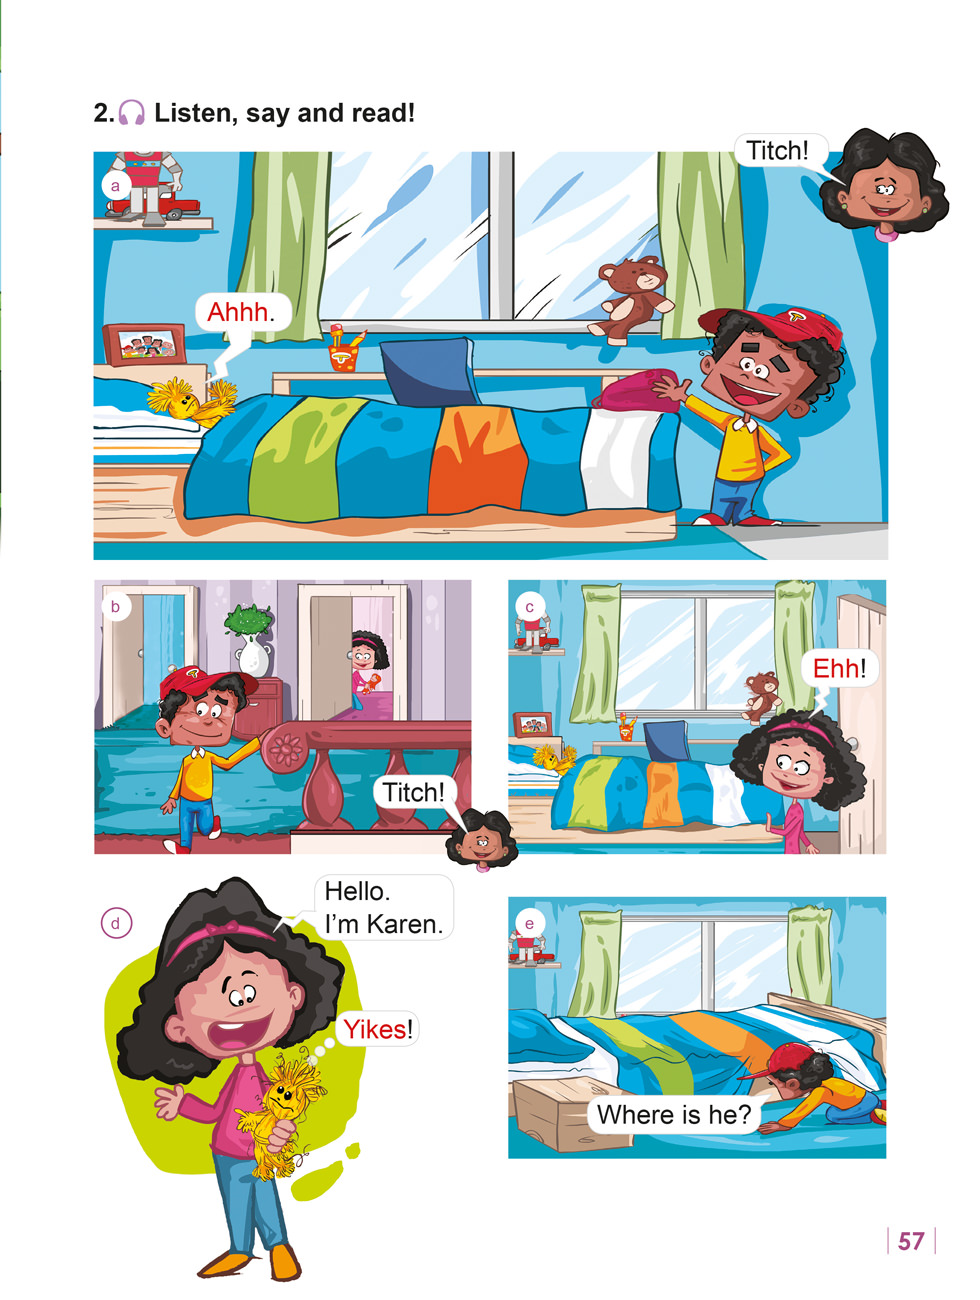 2. Listen, say and read!
Titch!
a
Ahhh.
b
Titch!
c
Ehh!
d
Hello.
I'm Karen.
Yikes!
e
Where is he?
57